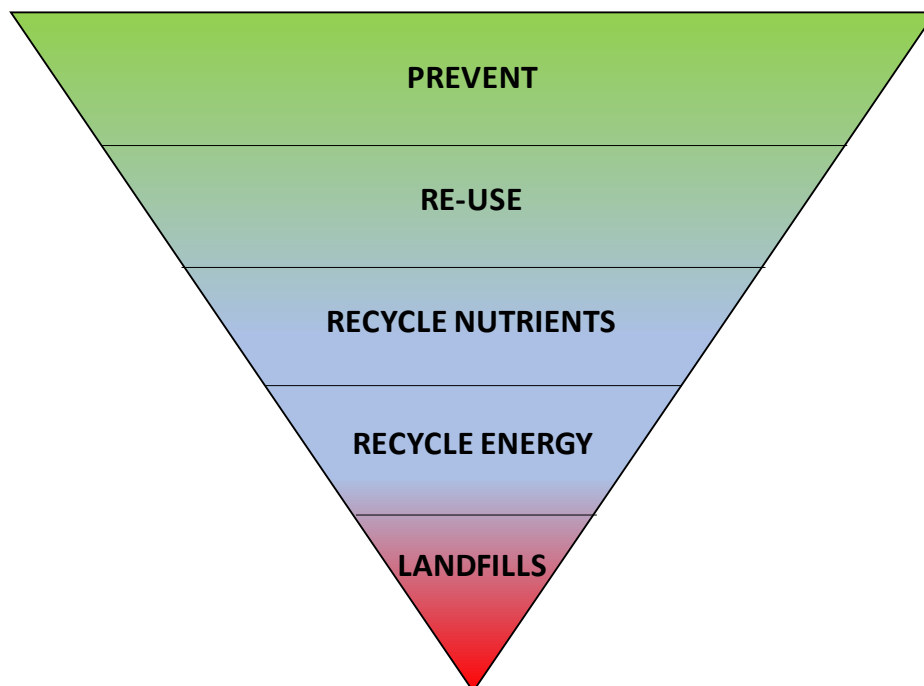 PREVENT
RE-USE
RECYCLE NUTRIENTS
RECYCLE ENERGY
LANDFILLS